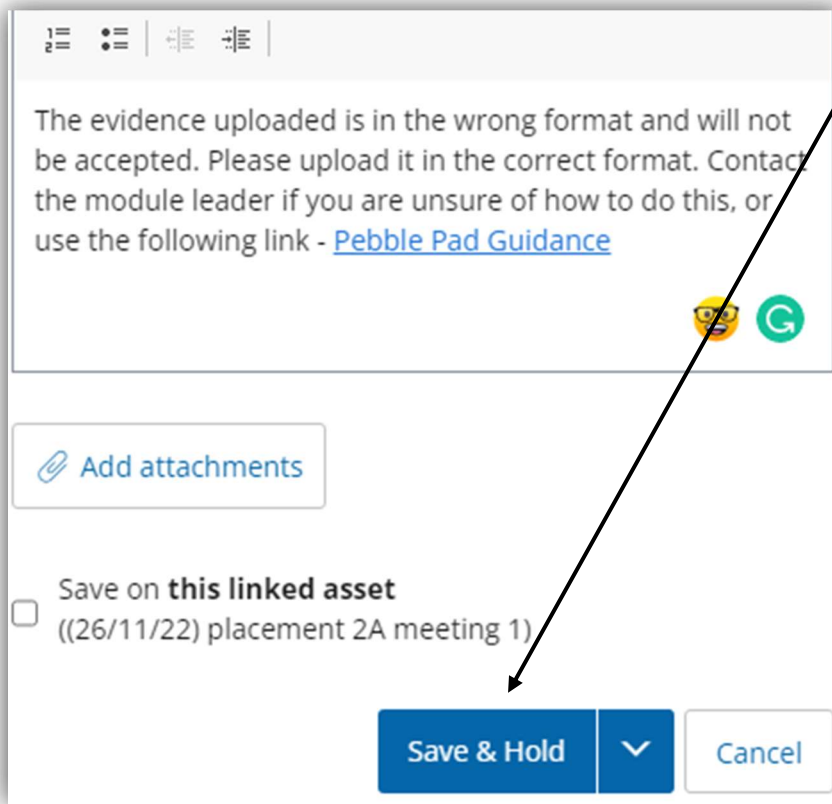 The evidence uploaded is in the wrong format and will not
be accepted. Please upload it in the correct format. Contact
the module leader if you are unsure of how to do this, or
use the following link - Pebble Pad Guidance
Add attachments
Save on this linked asset
((26/11/22) placement 2A meeting 1)
Save & Hold
Cancel